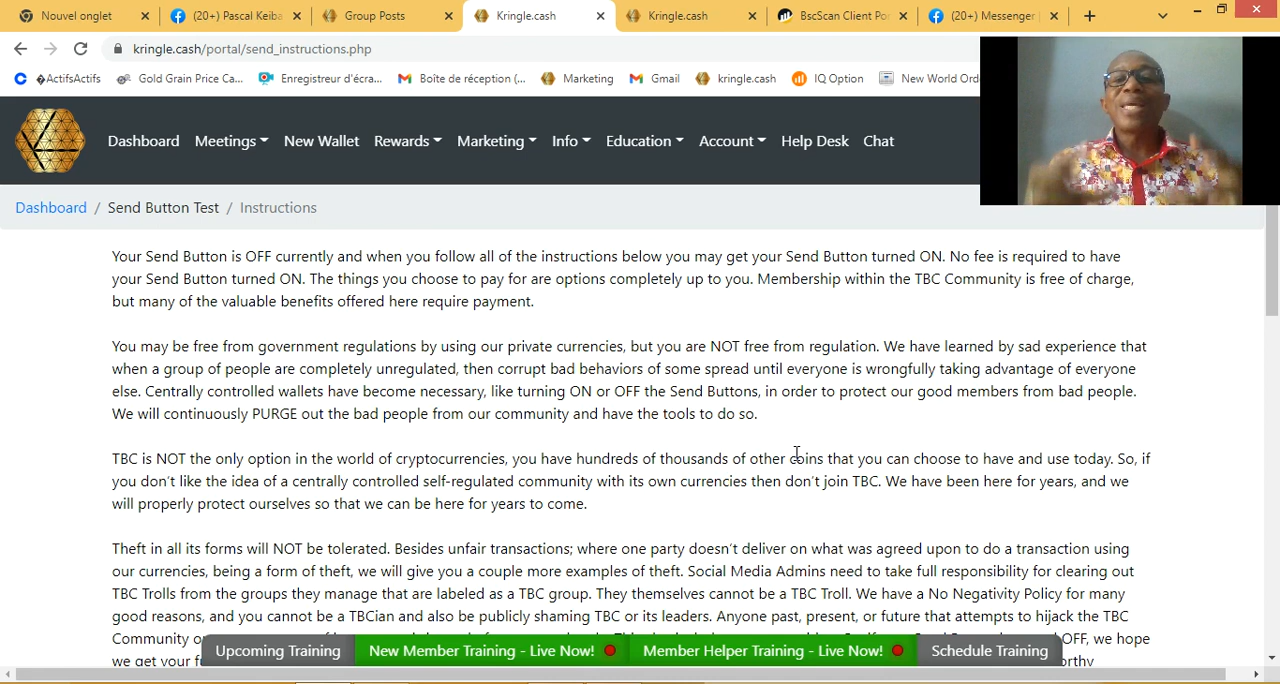 Nouvel onglet
(20+) Pascal Keiba
Group Posts
Kringle.cash
Kringle.cash
BscScan Client Por
(20+) Messenger
kringle.cash/portal/send_instructions.php
�ActifsActifs
Gold Grain Price Ca...
Enregistreur d'écra...
Boîte de réception (...
Marketing
Gmail
kringle.cash
IQ Option
New World Ord
Dashboard Meetings New Wallet Rewards Marketing Info Education Account Help Desk Chat
Dashboard / Send Button Test / Instructions
Your Send Button is OFF currently and when you follow all of the instructions below you may get your Send Button turned ON. No fee is required to have
your Send Button turned ON. The things you choose to pay for are options completely up to you. Membership within the TBC Community is free of charge,
but many of the valuable benefits offered here require payment.
You may be free from government regulations by using our private currencies, but you are NOT free from regulation. We have learned by sad experience that
when a group of people are completely unregulated, then corrupt bad behaviors of some spread until everyone is wrongfully taking advantage of everyone
else. Centrally controlled wallets have become necessary, like turning ON or OFF the Send Buttons, in order to protect our good members from bad people.
We will continuously PURGE out the bad people from our community and have the tools to do so.
TBC is NOT the only option in the world of cryptocurrencies, you have hundreds of thousands of other coins that you can choose to have and use today. So, if
you don't like the idea of a centrally controlled self-regulated community with its own currencies then don't join TBC. We have been here for years, and we
will properly protect ourselves so that we can be here for years to come.
Theft in all its forms will NOT be tolerated. Besides unfair transactions; where one party doesn't deliver on what was agreed upon to do a transaction using
our currencies, being a form of theft, we will give you a couple more examples of theft. Social Media Admins need to take full responsibility for clearing out
TBC Trolls from the groups they manage that are labeled as a TBC group. They themselves cannot be a TBC Troll. We have a No Negativity Policy for many
good reasons, and you cannot be a TBCian and also be publicly shaming TBC or its leaders. Anyone past, present, or future that attempts to hijack the TBC
Community OFF, we hope
we get your
Upcoming Training
New Member Training - Live Now!
Member Helper Training - Live Now!
Schedule Training